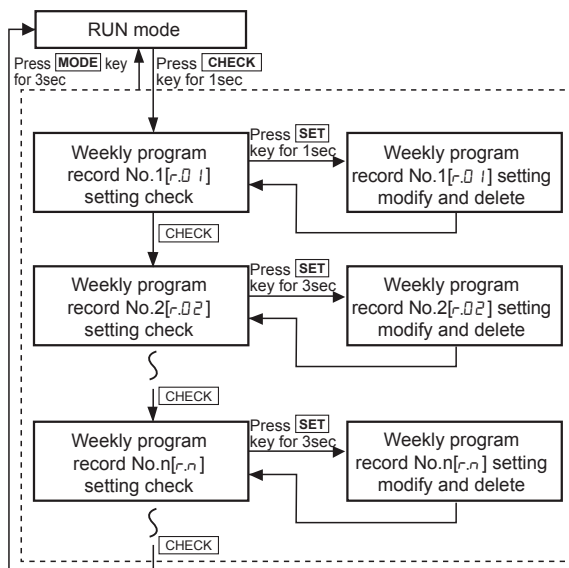 RUN mode
Press MODE key
for 3sec
Press CHECK
key for 1sec
Weekly program
record No.1[r.01]
setting check
Press SET
key for 1sec
Weekly program
record No.1[r.01] setting
modify and delete
CHECK
Weekly program
record No.2[r.02]
setting check
Press SET
key for 3sec
Weekly program
record No.2[r.02] setting
modify and delete
CHECK
Weekly program
record No.n[r.n]
setting check
Press SET
key for 3sec
Weekly program
record No.n[r.n] setting
modify and delete
CHECK